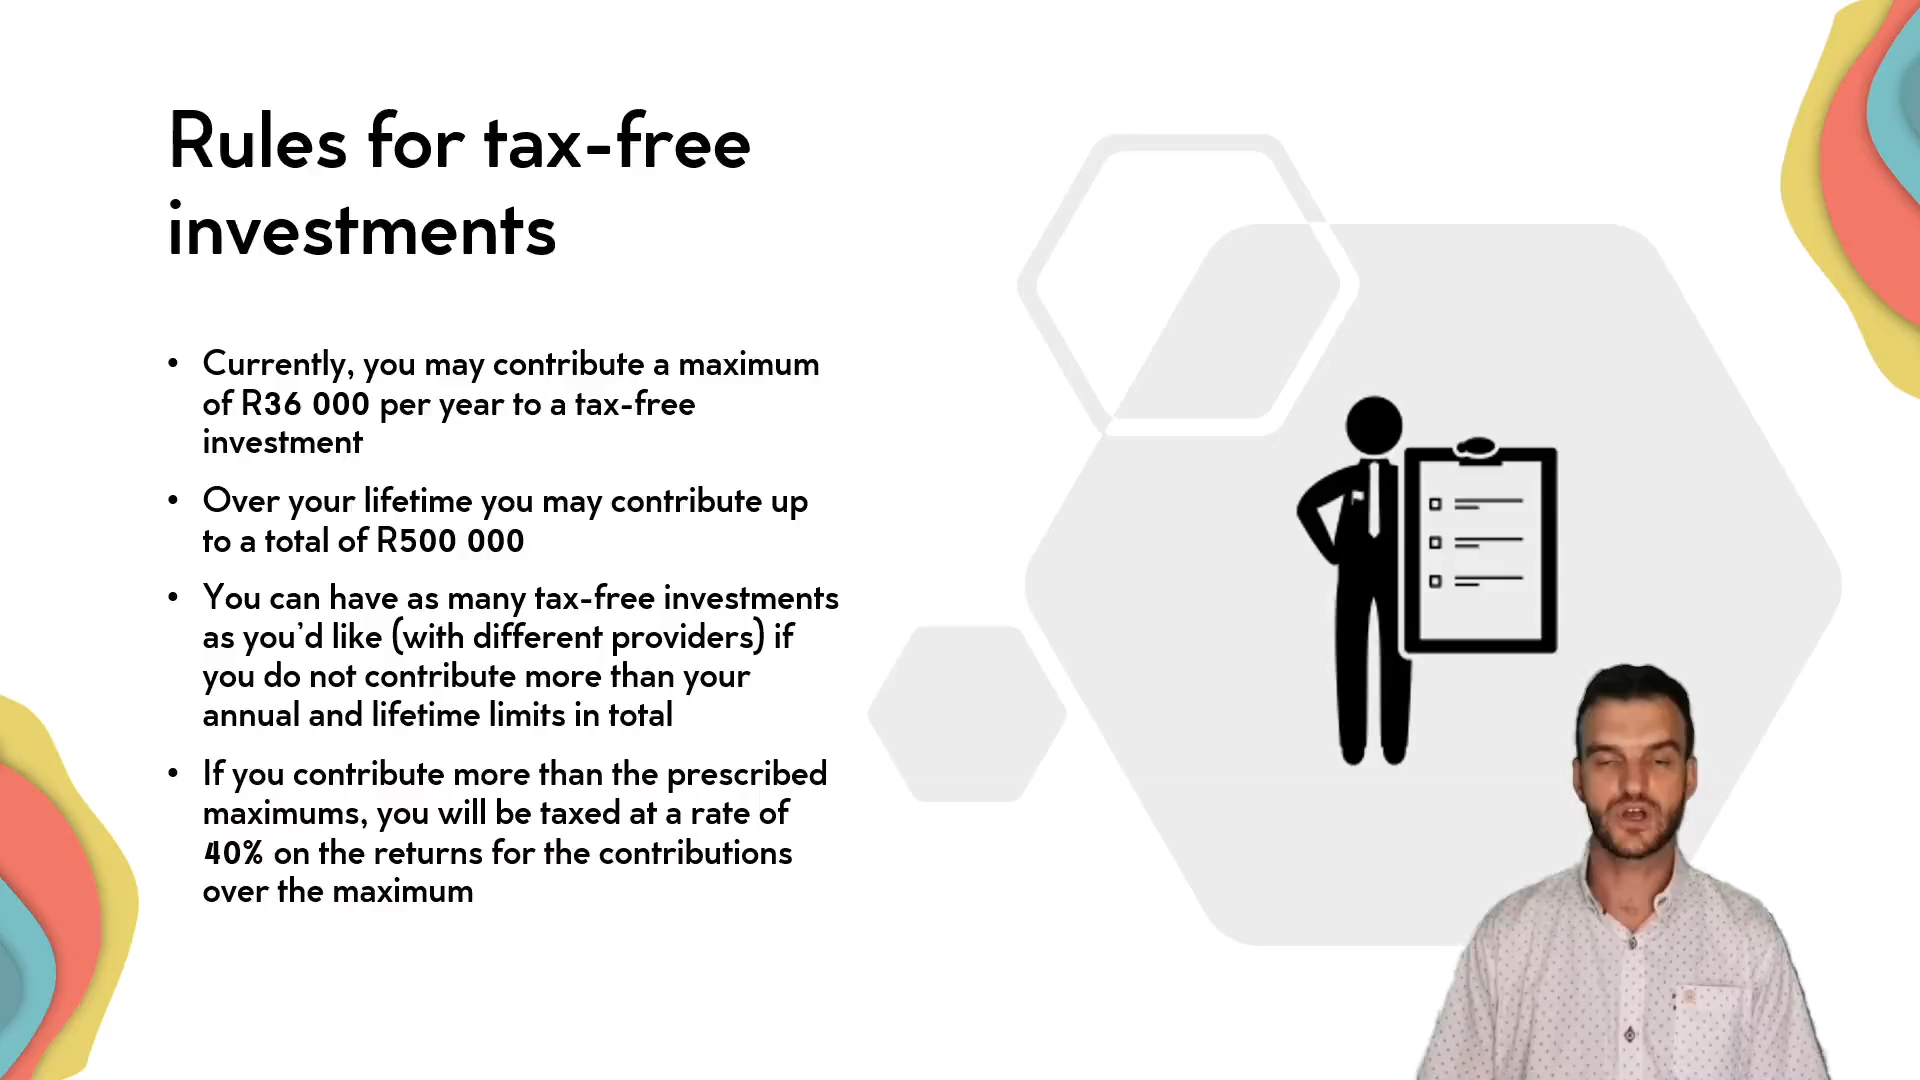 Rules for tax-free
investments
• Currently, you may contribute a maximum
of R36 000 per year to a tax-free
investment
• Over your lifetime you may contribute up
to a total of R500 000
• You can have as many tax-free investments
as you’d like (with different providers) if
you do not contribute more than your
annual and lifetime limits in total
• If you contribute more than the prescribed
maximums, you will be taxed at a rate of
40% on the returns for the contributions
over the maximum